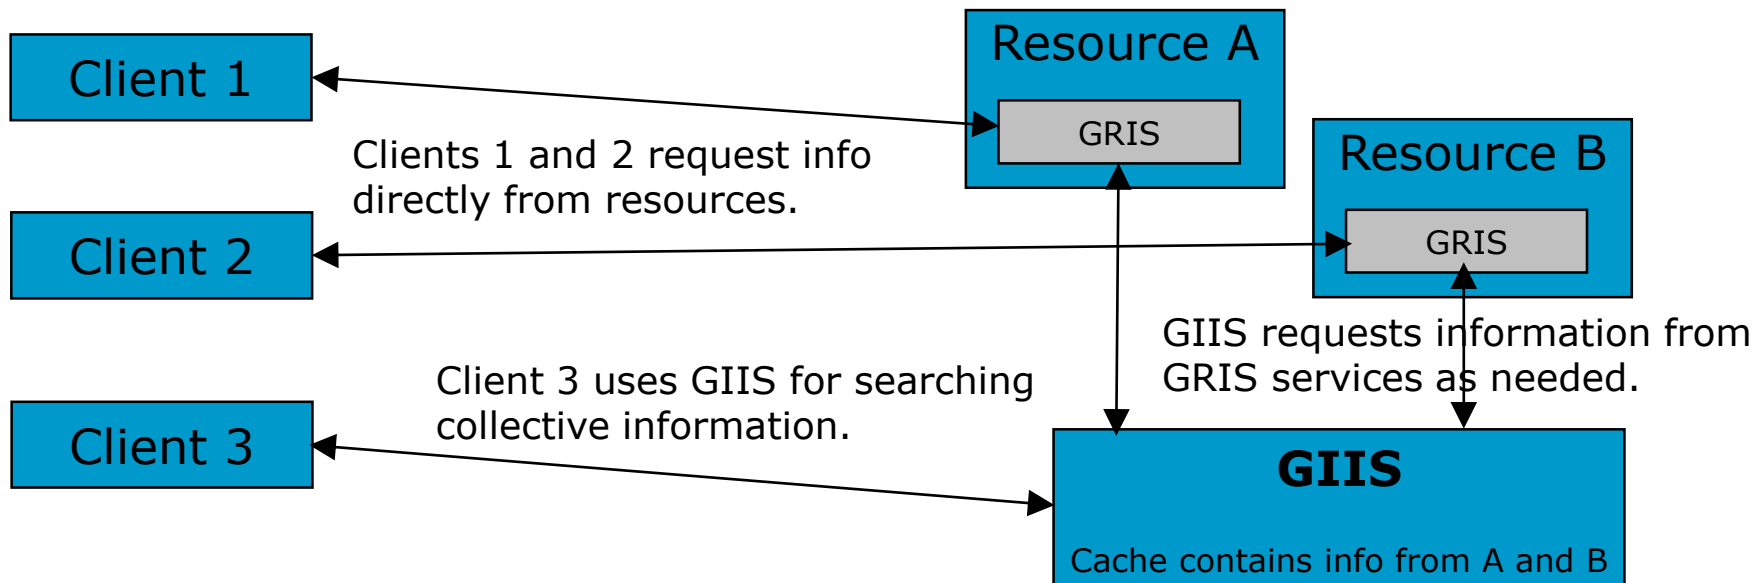 Client 1
Resource A
GRIS
Clients 1 and 2 request info
directly from resources.
Resource B
GRIS
Client 2
GIIS requests information from
GRIS services as needed.
Client 3 uses GIIS for searching
collective information.
Client 3
GIIS
Cache contains info from A and B